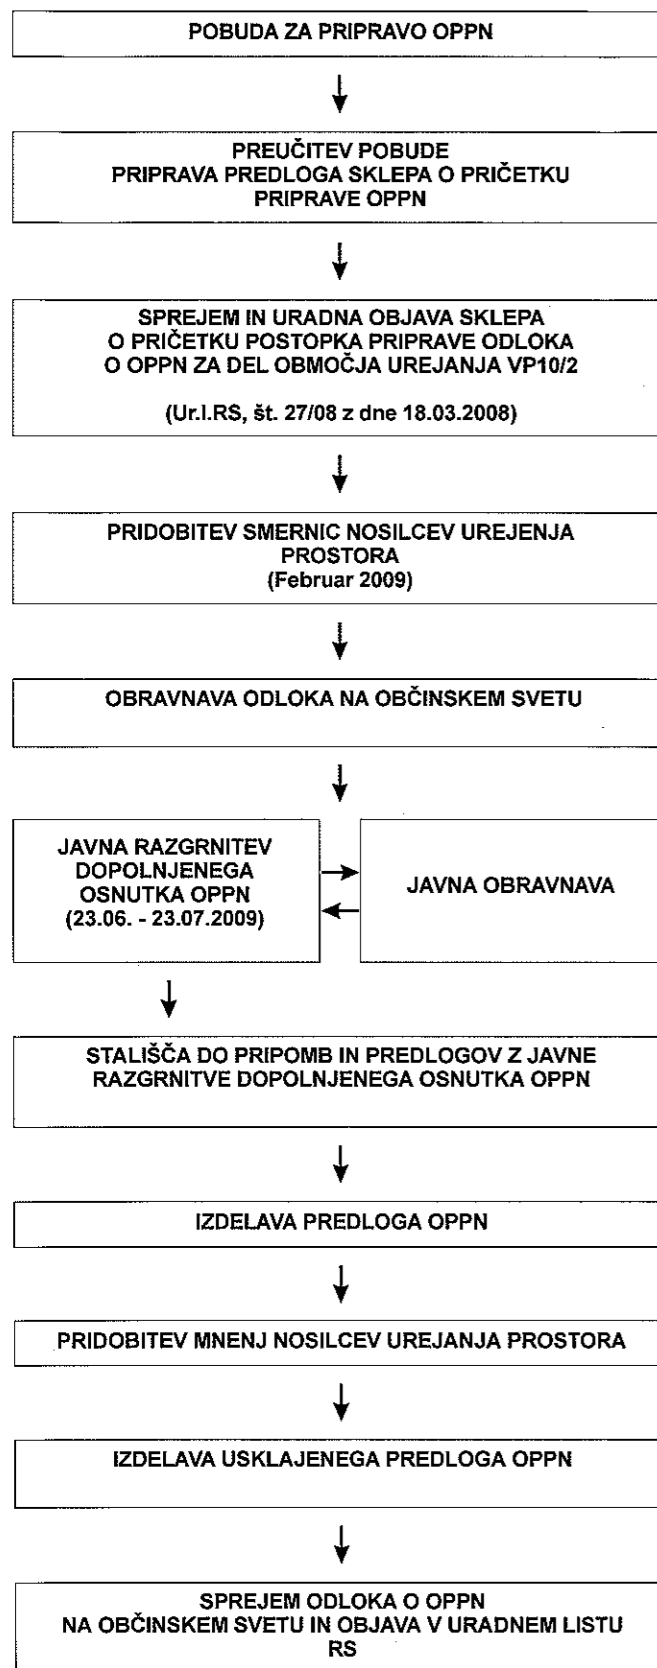 POBUDA ZA PRIPRAVO OPPN
PREUČITEV POBUDE
PRIPRAVA PREDLOGA SKLEPA O PRIČETKU
PRIPRAVE OPPN
SPREJEM IN URADNA OBJAVA SKLEPA
O PRIČETKU POSTOPKA PRIPRAVE ODLOKA
O OPPN ZA DEL OBMOČJA UREJANJA VP10/2
(Ur.l.RS, št. 27/08 z dne 18.03.2008)
PRIDOBITEV SMERNIC NOSILCEV UREJENJA
PROSTORA
(Februar 2009)
OBRAVNAVA ODLOKA NA OBČINSKEM SVETU
JAVNA RAZGRNITEV
DOPOLNJENEGA
OSNUTKA OPPN
(23.06. - 23.07.2009)
JAVNA OBRAVNAVA
STALIŠČA DO PRIPOMB IN PREDLOGOV Z JAVNE
RAZGRNITVE DOPOLNJENEGA OSNUTKA OPPN
IZDELAVA PREDLOGA OPPN
PRIDOBITEV MNENJ NOSILCEV UREJANJA PROSTORA
IZDELAVA USKLAJENEGA PREDLOGA OPPN
SPREJEM ODLOKA O OPPN
NA OBČINSKEM SVETU IN OBJAVA V URADNEM LISTU
RS